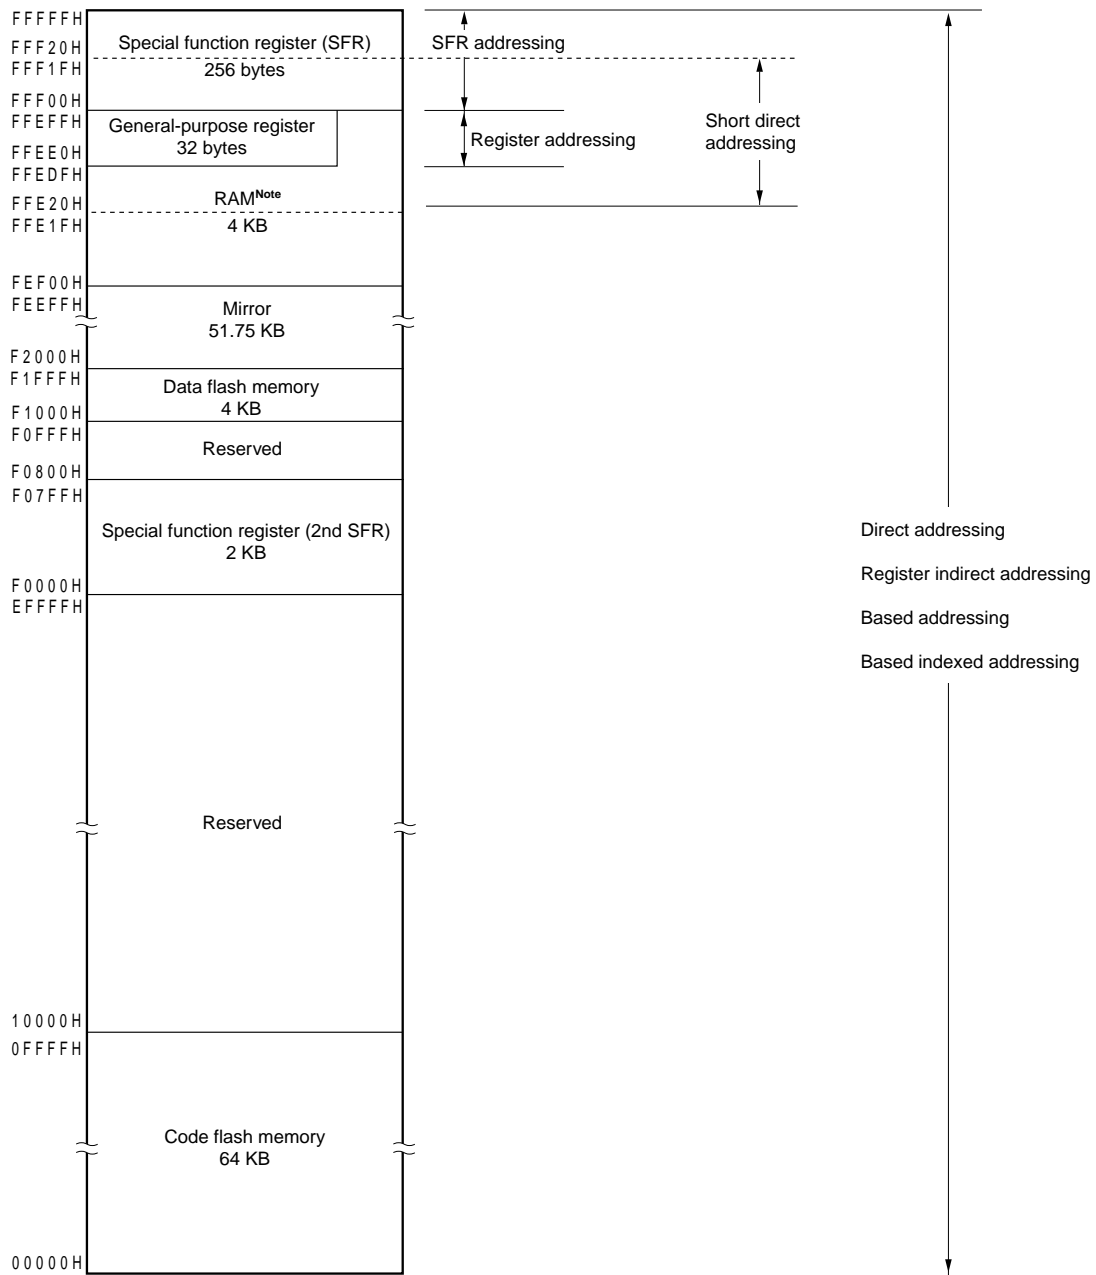 FFFFFH
FFF20H
FFF1FH
FFF00H
FFEFFH
FFEE0H
FFEDFH
FFE20H
FFE1FH
FEF00H
FEEFFH
F2000H
F1FFFH
F1000H
F0FFFH
F0800H
F07FFH
F0000H
EFFFFH
10000H
0FFFFH
00000H
Special function register (SFR)
256 bytes
General-purpose register
32 bytes
RAMNote
4 KB
Mirror
51.75 KB
Data flash memory
4 KB
Reserved
Special function register (2nd SFR)
2 KB
Reserved
Code flash memory
64 KB
SFR addressing
Register addressing
Short direct
addressing
Direct addressing
Register indirect addressing
Based addressing
Based indexed addressing